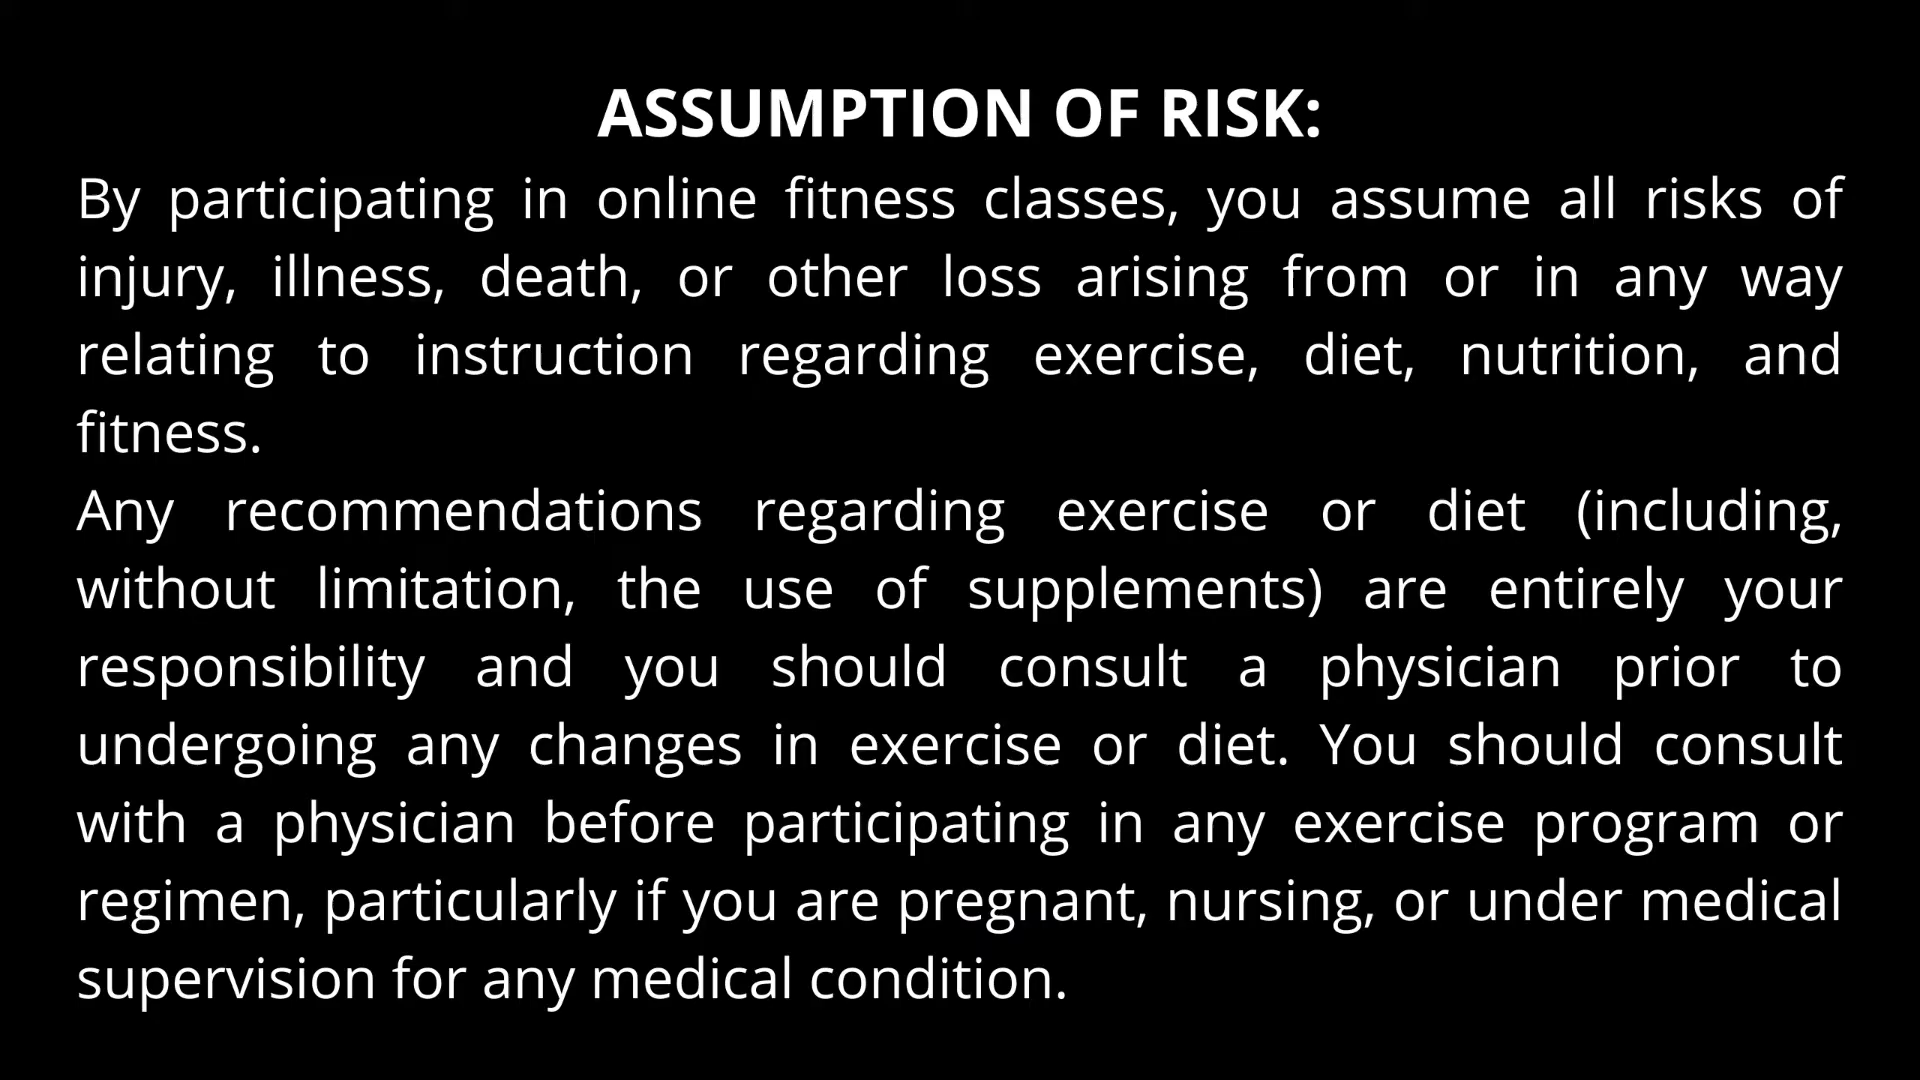 ASSUMPTION OF RISK:
By participating in online fitness classes, you assume all risks of
injury, illness, death, or other loss arising from or in any way
relating to instruction regarding exercise, diet, nutrition, and
fitness.
Any recommendations regarding exercise or diet (including,
without limitation, the use of supplements) are entirely your
responsibility and you should consult a physician prior to
undergoing any changes in exercise or diet. You should consult
with a physician before participating in any exercise program or
regimen, particularly if you are pregnant, nursing, or under medical
supervision for any medical condition.